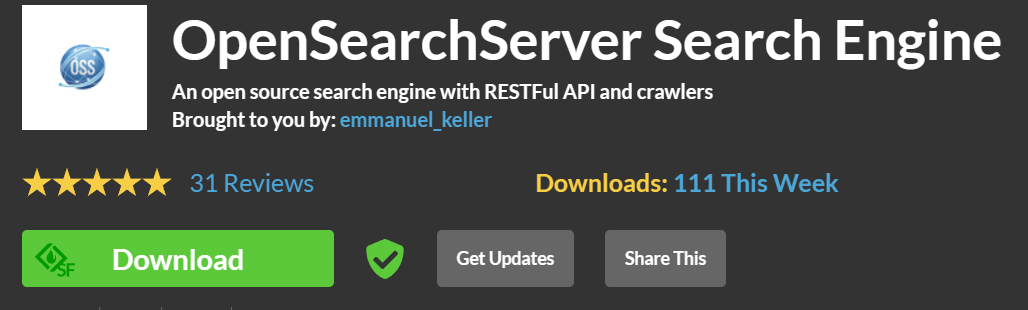 OSS
OpenSearchServer Search Engine
An open source search engine with RESTFul API and crawlers
Brought to you by: emmanuel_keller
31 Reviews
Downloads: 111 This Week
SF
Download
Get Updates
Share This